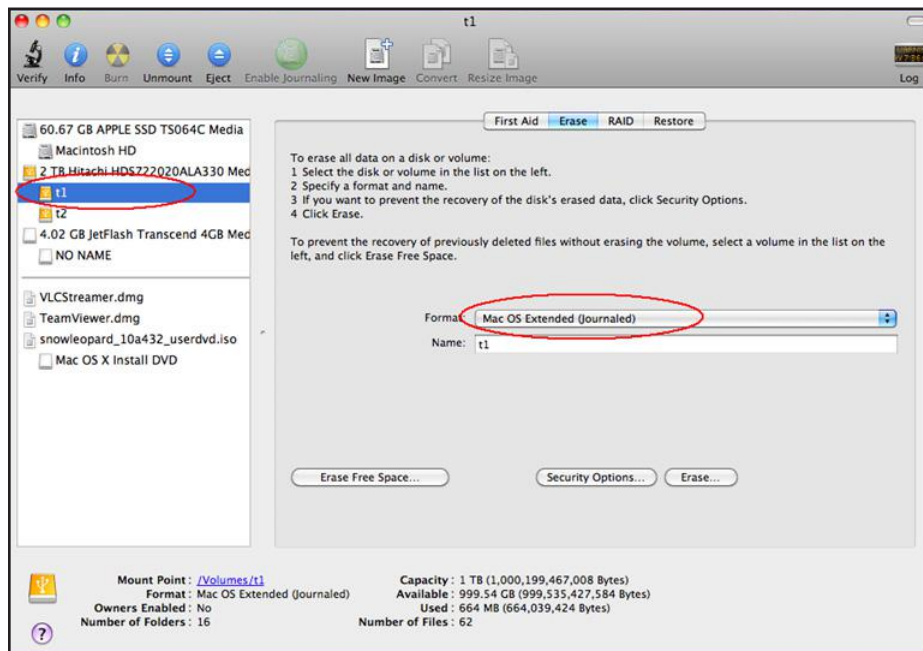 t1
Verify Info Burn Unmount Eject Enable Journaling New Image Convert Resize Image Log
60.67 GB APPLE SSD TS064C Media
Macintosh HD
2 TB Hitachi HDS722020ALA330 Med
t1
t2
4.02 GB JetFlash Transcend 4GB Med
NO NAME
VLCStreamer.dmg
TeamViewer.dmg
snowleopard_10a432_userdvd.iso
Mac OS X Install DVD
First Aid Erase RAID Restore
To erase all data on a disk or volume:
1 Select the disk or volume in the list on the left.
2 Specify a format and name.
3 If you want to prevent the recovery of the disk's erased data, click Security Options.
4 Click Erase.
To prevent the recovery of previously deleted files without erasing the volume, select a volume in the list on the
left, and click Erase Free Space.
Format: Mac OS Extended (Journaled)
Name: t1
Erase Free Space... Security Options... Erase...
Mount Point : /Volumes/t1 Capacity : 1 TB (1,000,199,467,008 Bytes)
Format : Mac OS Extended (Journaled) Available : 999.54 GB (999,535,427,584 Bytes)
Owners Enabled : No Used : 664 MB (664,039,424 Bytes)
Number of Folders : 16 Number of Files : 62